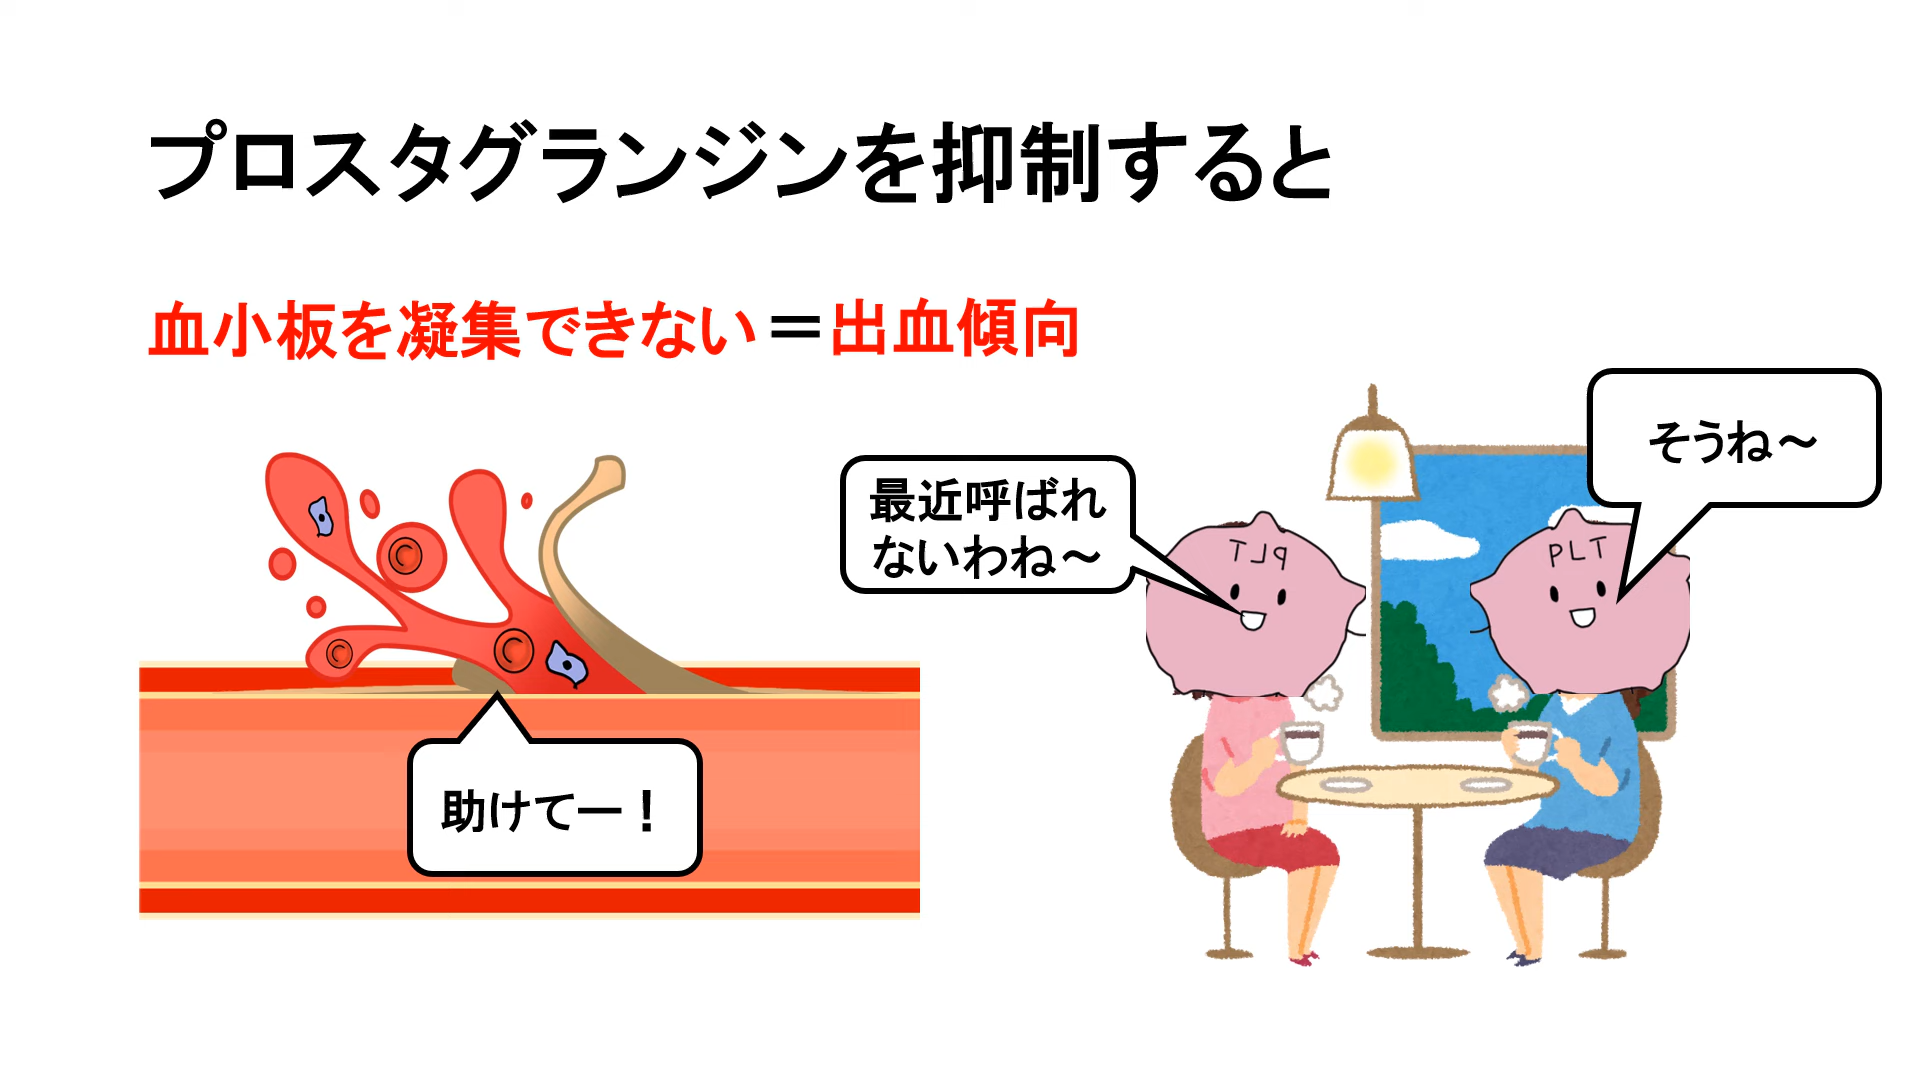 プロスタグランジンを抑制すると
血小板を凝集できない＝出血傾向
そうね～
最近呼ばれ
ないわね～
PLT
PLT
助けてー！